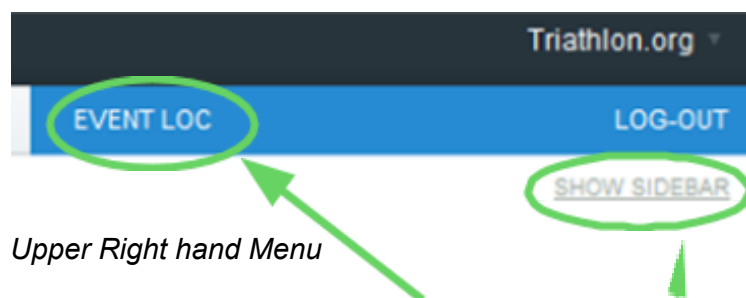 Triathlon.org
EVENT LOC LOG-OUT
SHOW SIDEBAR
Upper Right hand Menu